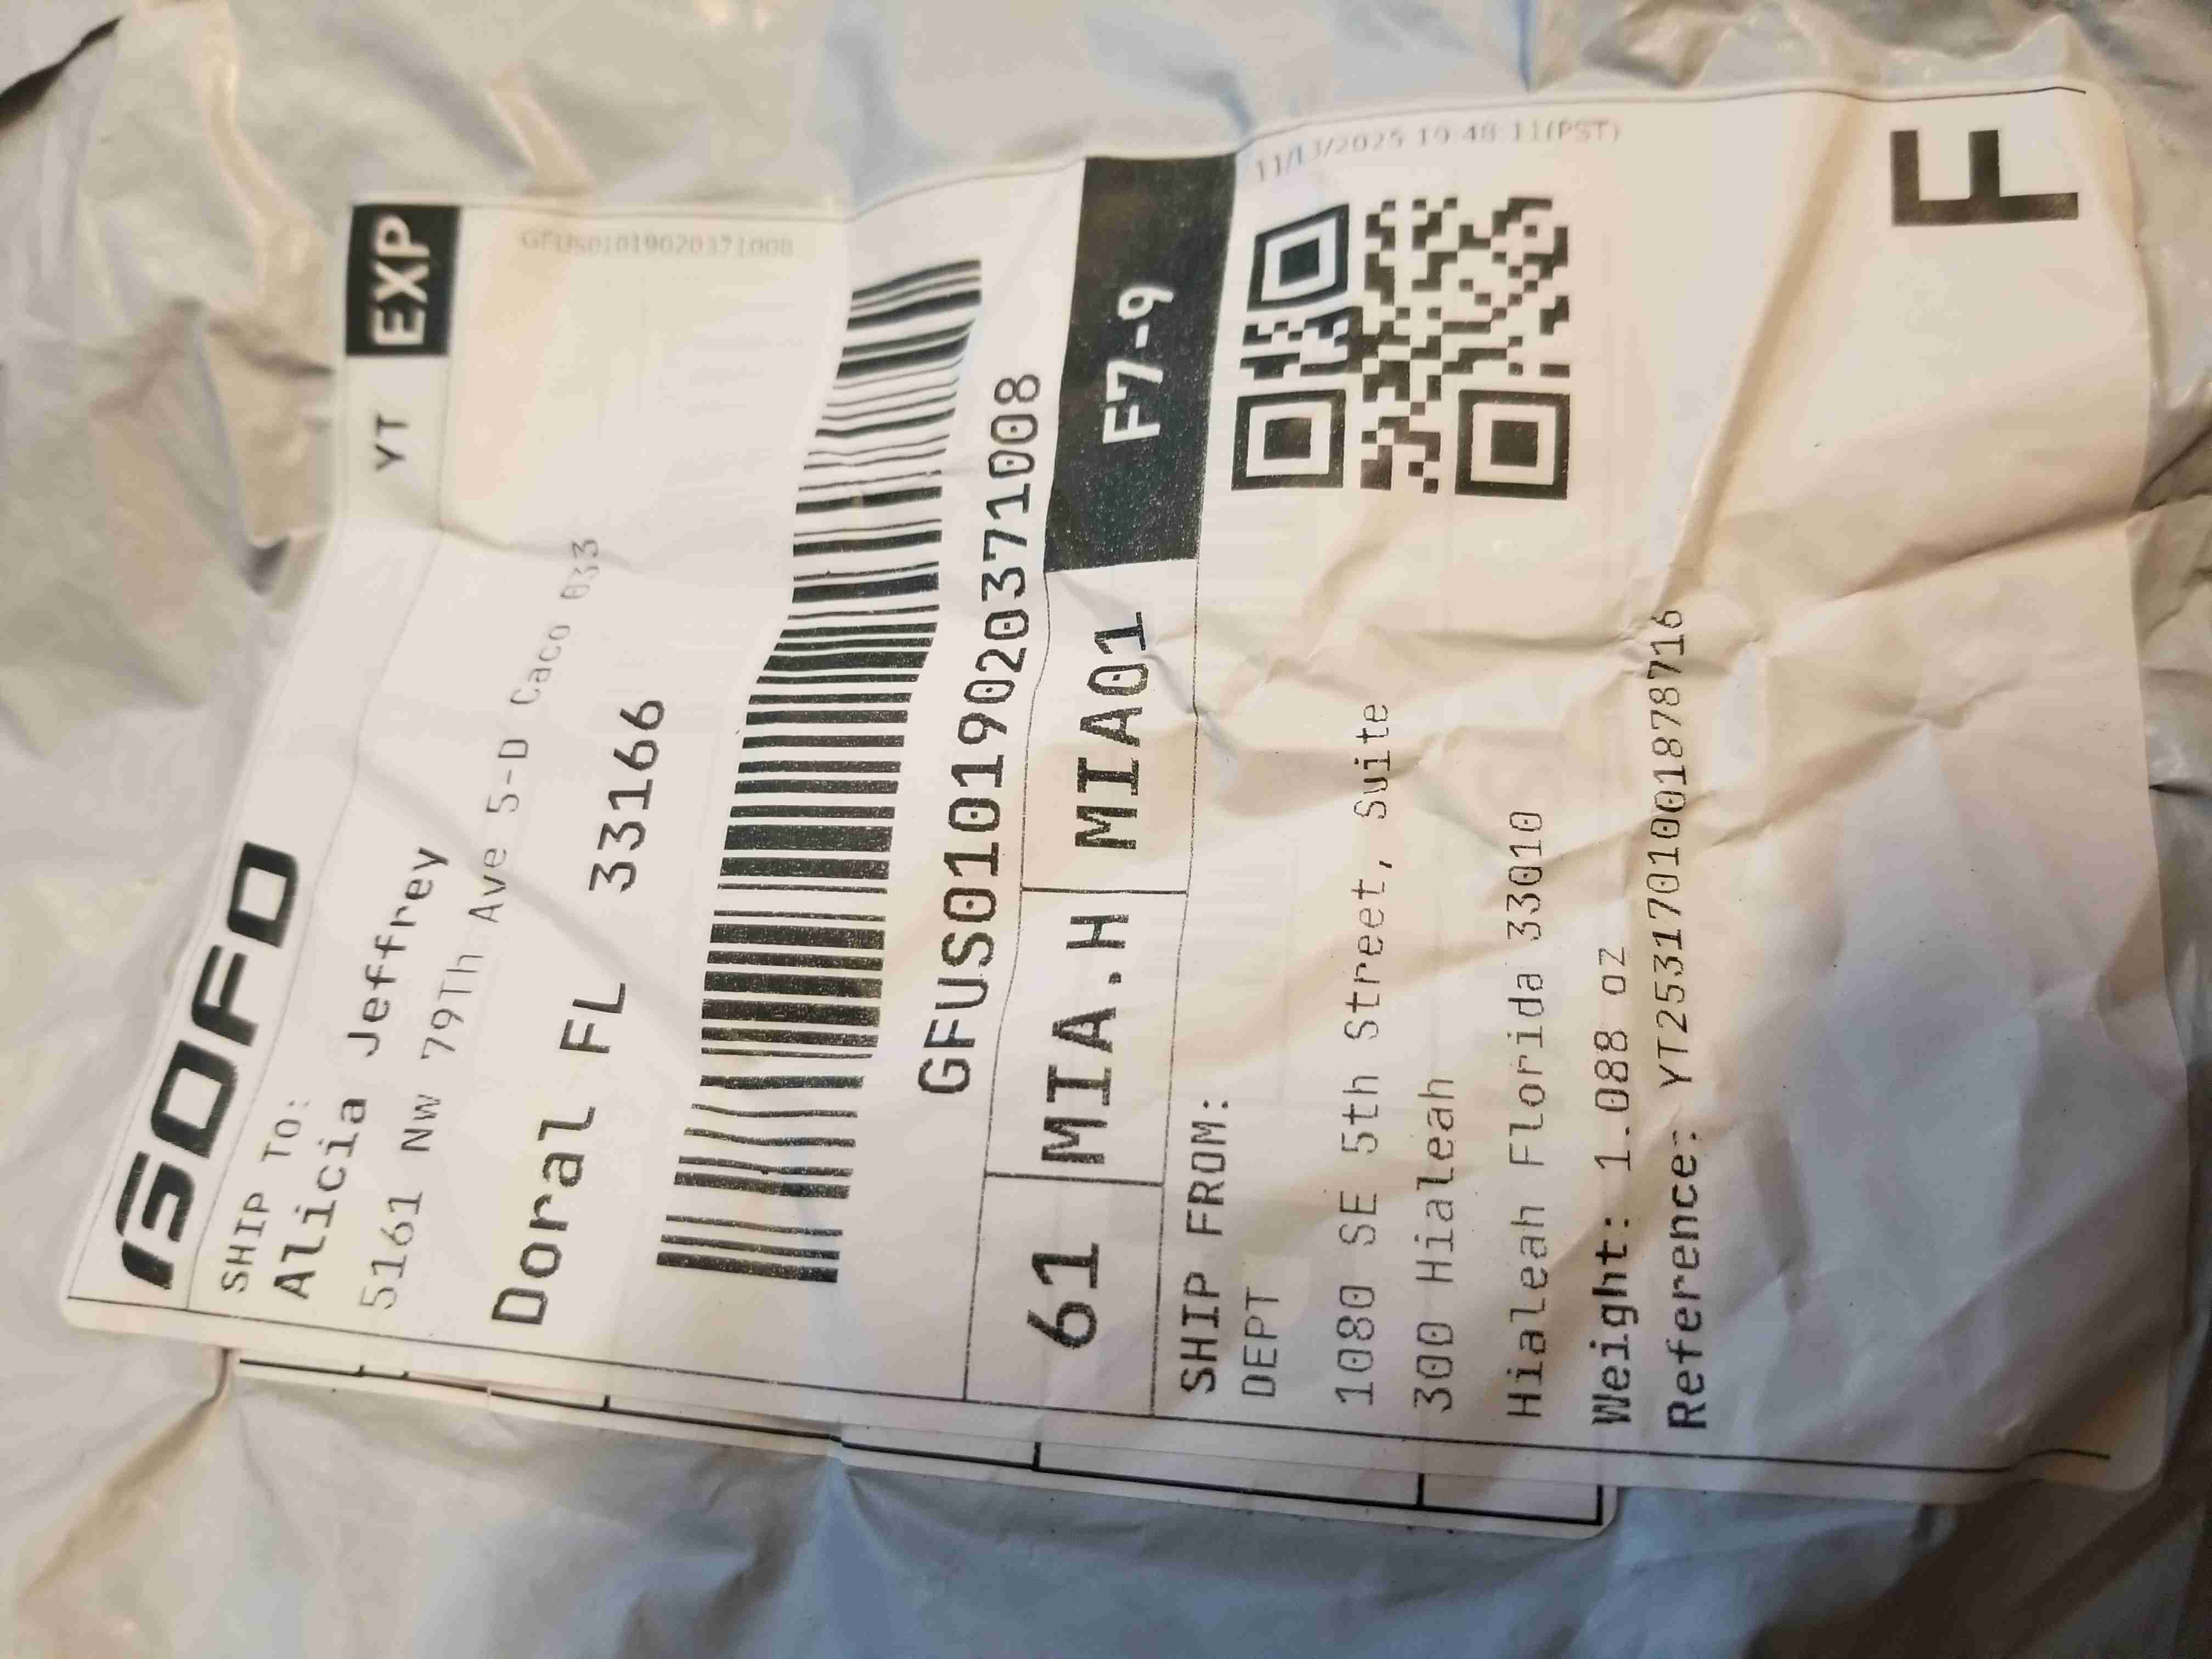 GOFO
YT EXP
SHIP TO:
Alicia Jeffrey
5161 Nw 79Th Ave 5-D Caco 033
GFUS01019020371008
Doral FL 33166
GFUS01019020371008
61 MIA.H MIA01 F7-9
SHIP FROM:
DEPT
11/13/2025 19:48:11(PST)
1080 SE 5th Street, Suite
300 Hialeah
Hialeah Florida 33010
Weight: 1.088 oz
Reference: YT2531701001878716
F